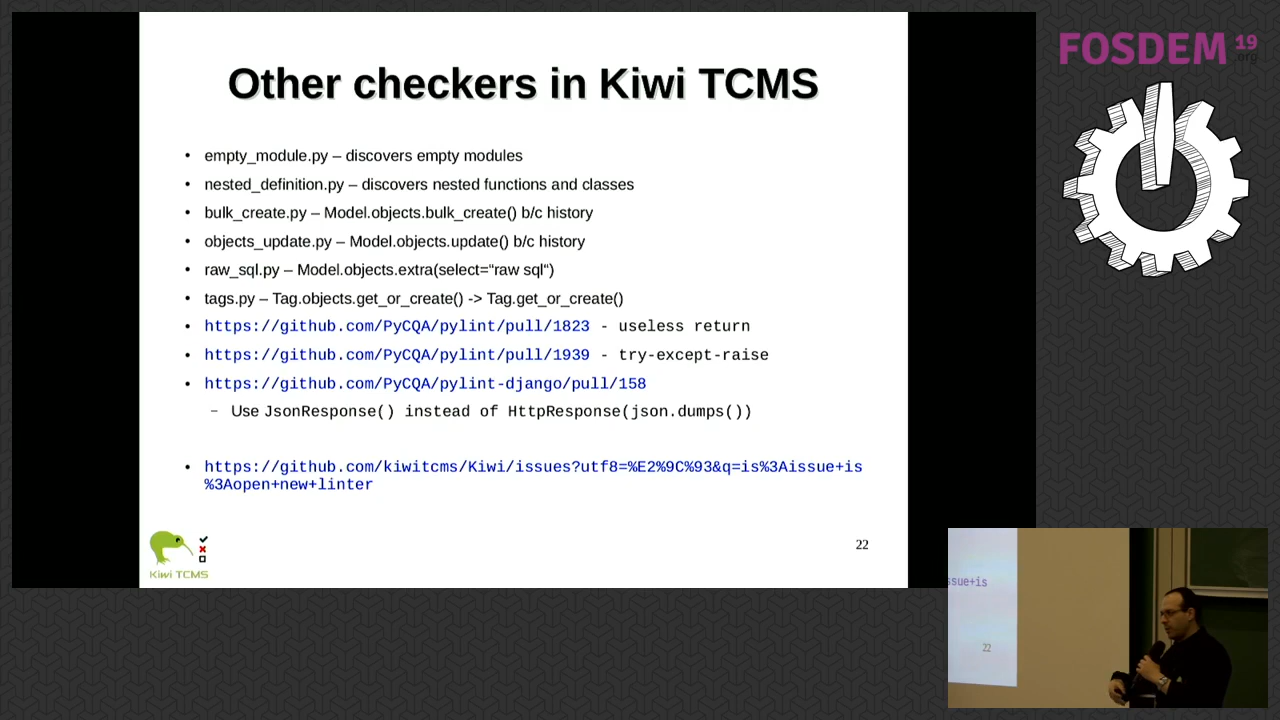 Other checkers in Kiwi TCMS
• empty_module.py – discovers empty modules
• nested_definition.py – discovers nested functions and classes
• bulk_create.py – Model.objects.bulk_create() b/c history
• objects_update.py – Model.objects.update() b/c history
• raw_sql.py – Model.objects.extra(select="raw sql")
• tags.py – Tag.objects.get_or_create() -> Tag.get_or_create()
• https://github.com/PyCQA/pylint/pull/1823 - useless return
• https://github.com/PyCQA/pylint/pull/1939 - try-except-raise
• https://github.com/PyCQA/pylint-django/pull/158
– Use JsonResponse() instead of HttpResponse(json.dumps())
• https://github.com/kiwitcms/Kiwi/issues?utf8=%E2%9C%93&q=is%3Aissue+is
%3Aopen+new+linter
Kiwi TCMS
22
FOSDEM 19
.org
ssue+is
22